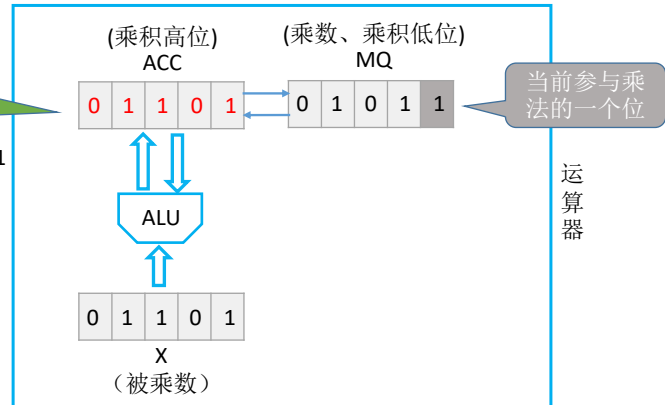 (乘积高位)
ACC
(乘数、乘积低位)
MQ
0 1 1 0 1
0 1 0 1 1
当前参与乘
法的一个位
1
运
算
器
ALU
0 1 1 0 1
X
（被乘数）